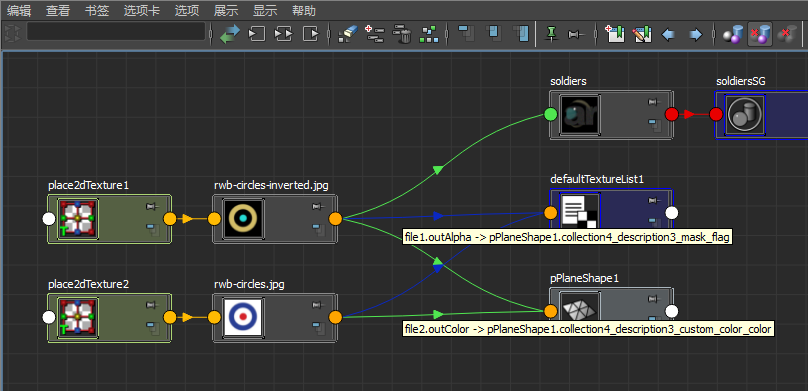 编辑 查看 书签 选项卡 选项 展示 显示 帮助
soldiers
soldiersSG
place2dTexture1
rwb-circles-inverted.jpg
defaultTextureList1
file1.outAlpha -> pPlaneShape1.collection4_description3_mask_flag
place2dTexture2
rwb-circles.jpg
pPlaneShape1
file2.outColor -> pPlaneShape1.collection4_description3_custom_color_color